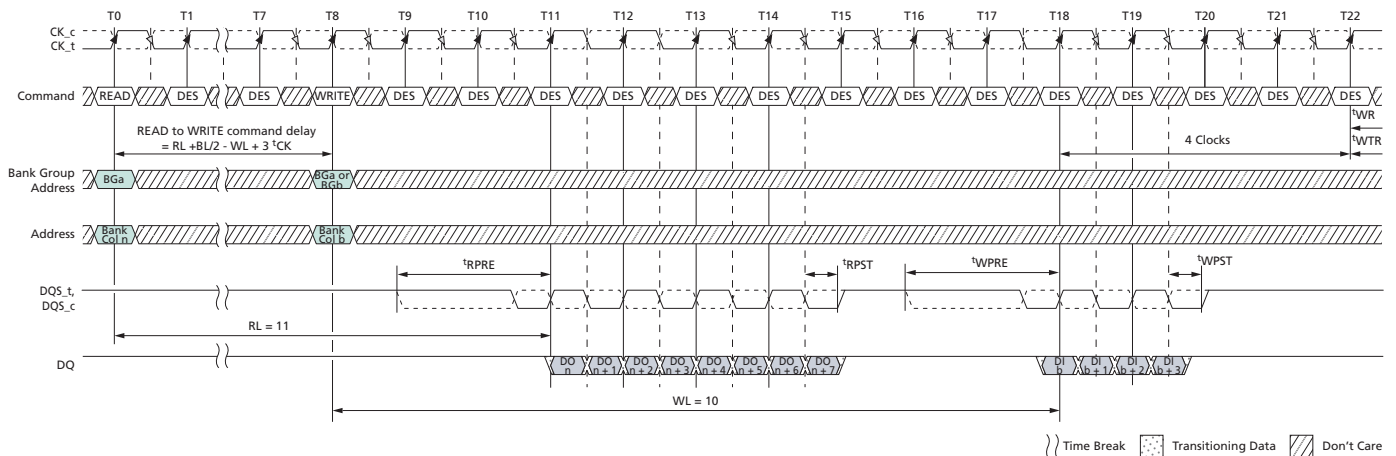 T0 T1 T7 T8 T9 T10 T11 T12 T13 T14 T15 T16 T17 T18 T19 T20 T21 T22
CK_c
CK_t
Command READ DES DES WRITE DES DES DES DES DES DES DES DES DES DES DES DES DES DES
tWR
READ to WRITE command delay
= RL +BL/2 - WL + 3 tCK
4 Clocks
tWTR
Bank Group
Address
BGa
BGa or
BGb
Address
Bank
Col n
Bank
Col b
tRPRE tRPST tWPRE tWPST
DQS_t,
DQS_c
RL = 11
DQ
DO
n
DO
n + 1
DO
n + 2
DO
n + 3
DO
n + 4
DO
n + 5
DO
n + 6
DO
n + 7
DI
b
DI
b + 1
DI
b + 2
DI
b + 3
WL = 10
Time Break Transitioning Data Don't Care